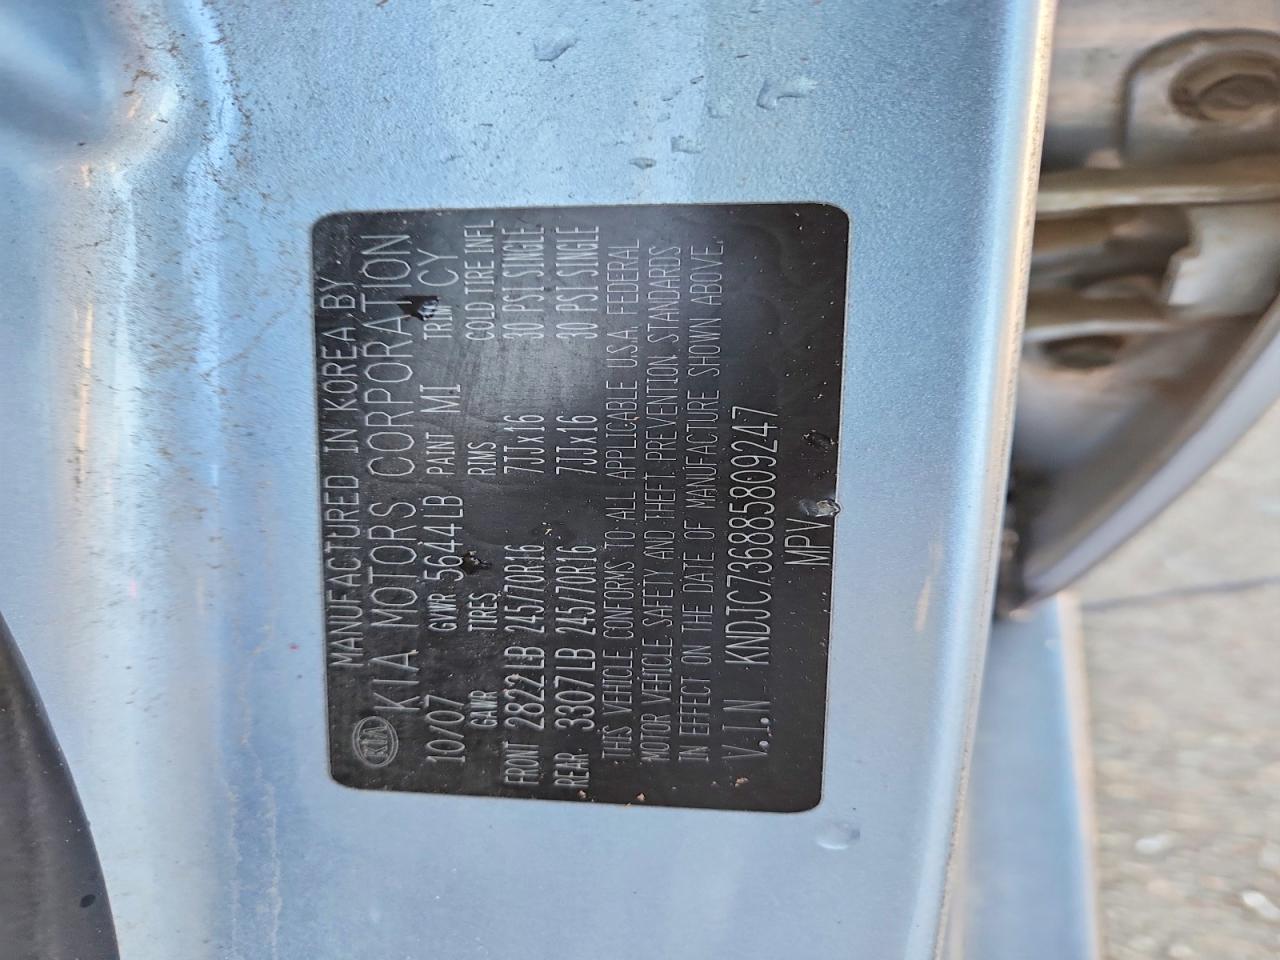 MANUFACTURED IN KOREA BY
KIA KIA MOTORS CORPORATION
10/07 GVWR 5644LB PAINT MI TRIM CY
GAWR TIRES RIMS COLD TIRE INFL
FRONT 2822LB 245/70R16 7JJx16 30 PSI SINGLE
REAR 3307LB 245/70R16 7JJx16 30 PSI SINGLE
THIS VEHICLE CONFORMS TO ALL APPLICABLE U.S.A. FEDERAL
MOTOR VEHICLE SAFETY AND THEFT PREVENTION STANDARDS
IN EFFECT ON THE DATE OF MANUFACTURE SHOWN ABOVE.
V.I.N - KNDJC736885809247
MPV